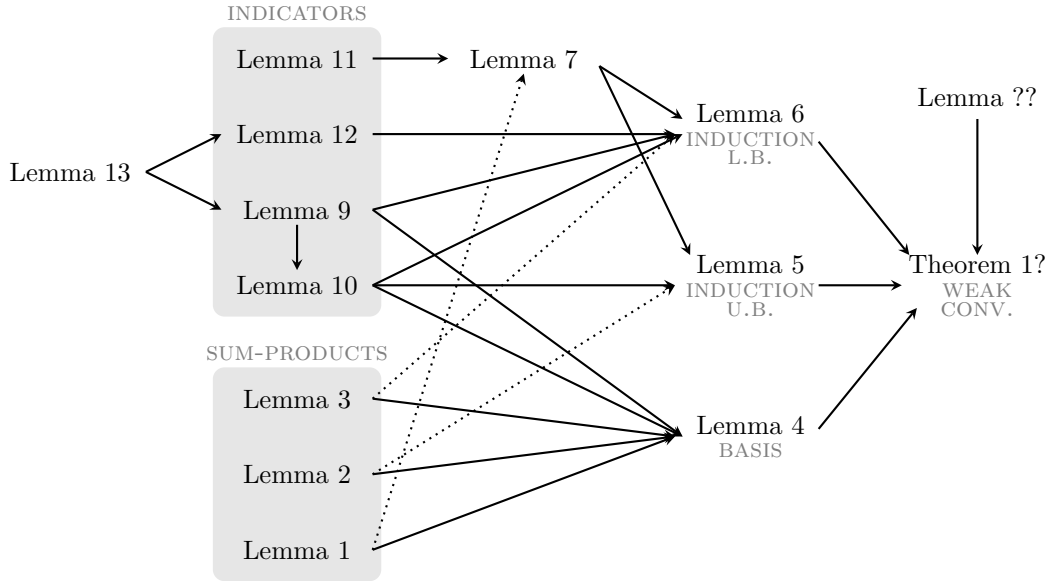 INDICATORS
Lemma 11
Lemma 7
Lemma ??
Lemma 6
INDUCTION
L.B.
Lemma 12
Lemma 13
Lemma 9
Lemma 10
Lemma 5
INDUCTION
U.B.
Theorem 1?
WEAK
CONV.
SUM-PRODUCTS
Lemma 3
Lemma 4
BASIS
Lemma 2
Lemma 1